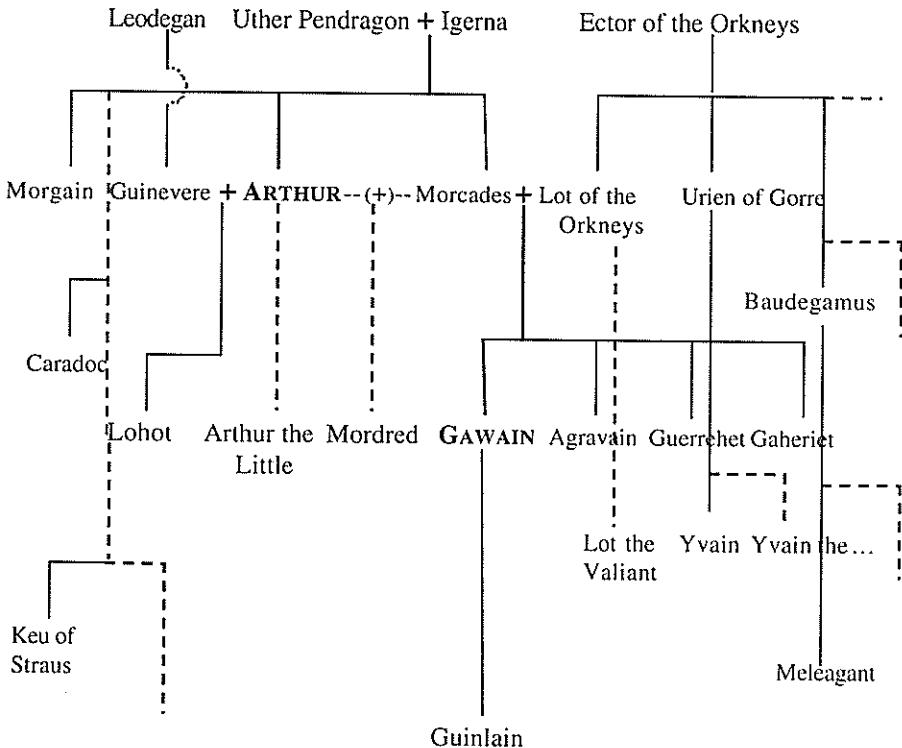 Leodegan Uther Pendragon + Igerna Ector of the Orkneys
Morgain Guinevere + ARTHUR --(+)-- Morcades + Lot of the Orkneys Urien of Gorre
Baudegamus
Caradoc
Lohot Arthur the Little Mordred GAWAIN Agravain Guerrehet Gaheriet
Lot the Valiant Yvain Yvain the...
Keu of Straus
Meleagant
Guinlain